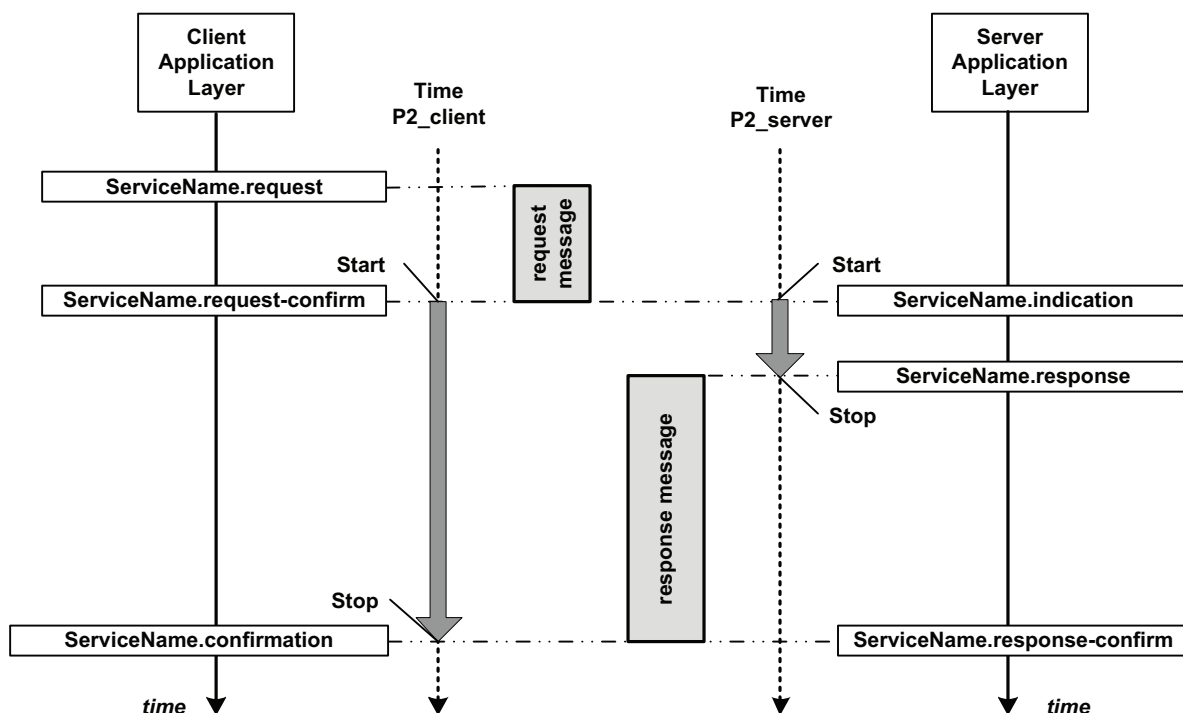 Client
Application
Layer
Server
Application
Layer
Time
P2_client
Time
P2_server
ServiceName.request
request
message
Start
Start
ServiceName.request-confirm
ServiceName.indication
ServiceName.response
Stop
response message
Stop
ServiceName.confirmation
ServiceName.response-confirm
time
time